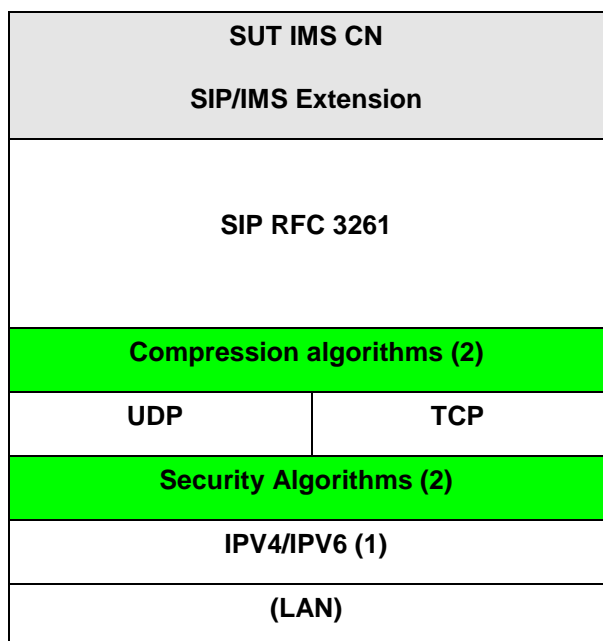 SUT IMS CN
SIP/IMS Extension
SIP RFC 3261
Compression algorithms (2)
UDP
TCP
Security Algorithms (2)
IPV4/IPV6 (1)
(LAN)